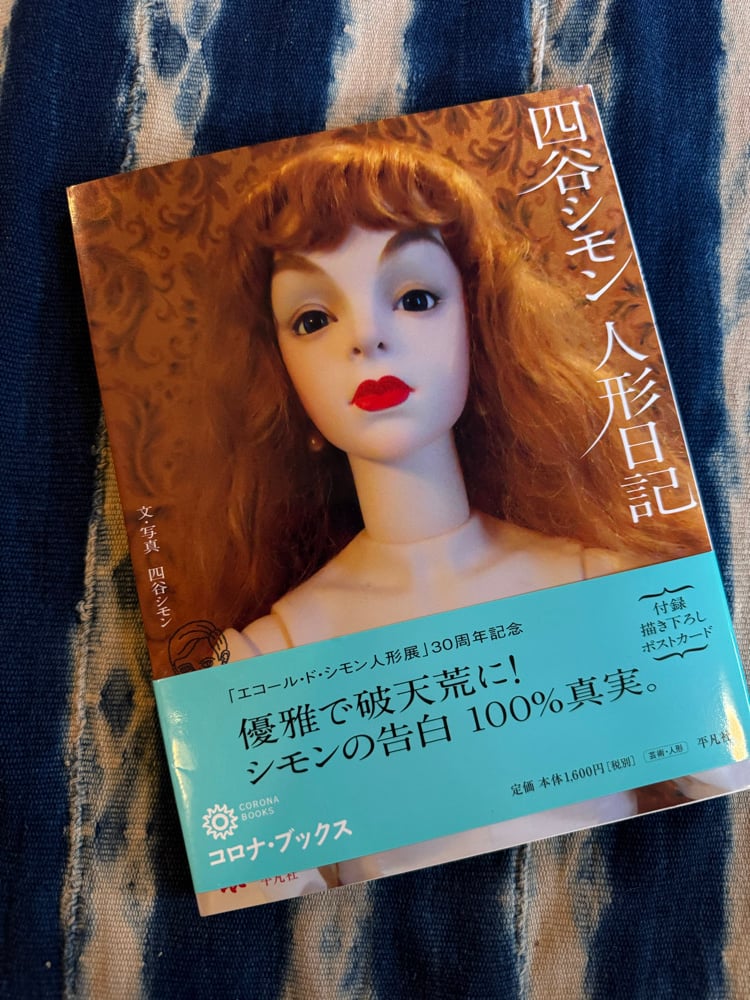 四谷シモン 人形日記
文・写真 四谷シモン
「エコール・ド・シモン人形展」30周年記念
優雅で破天荒に!
シモンの告白 100%真実。
付録
描き下ろし
ポストカード
定価 本体1,600円[税別]
芸術・人形
平凡社
CORONA
BOOKS
コロナ・ブックス
平凡社